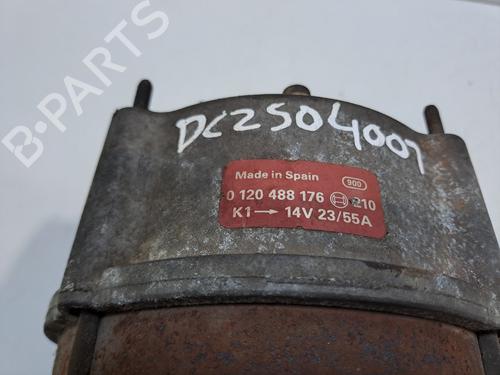 B-PARTS
DC2504007
Made in Spain 900
0 120 488 176 210
K1→ 14V 23/55A